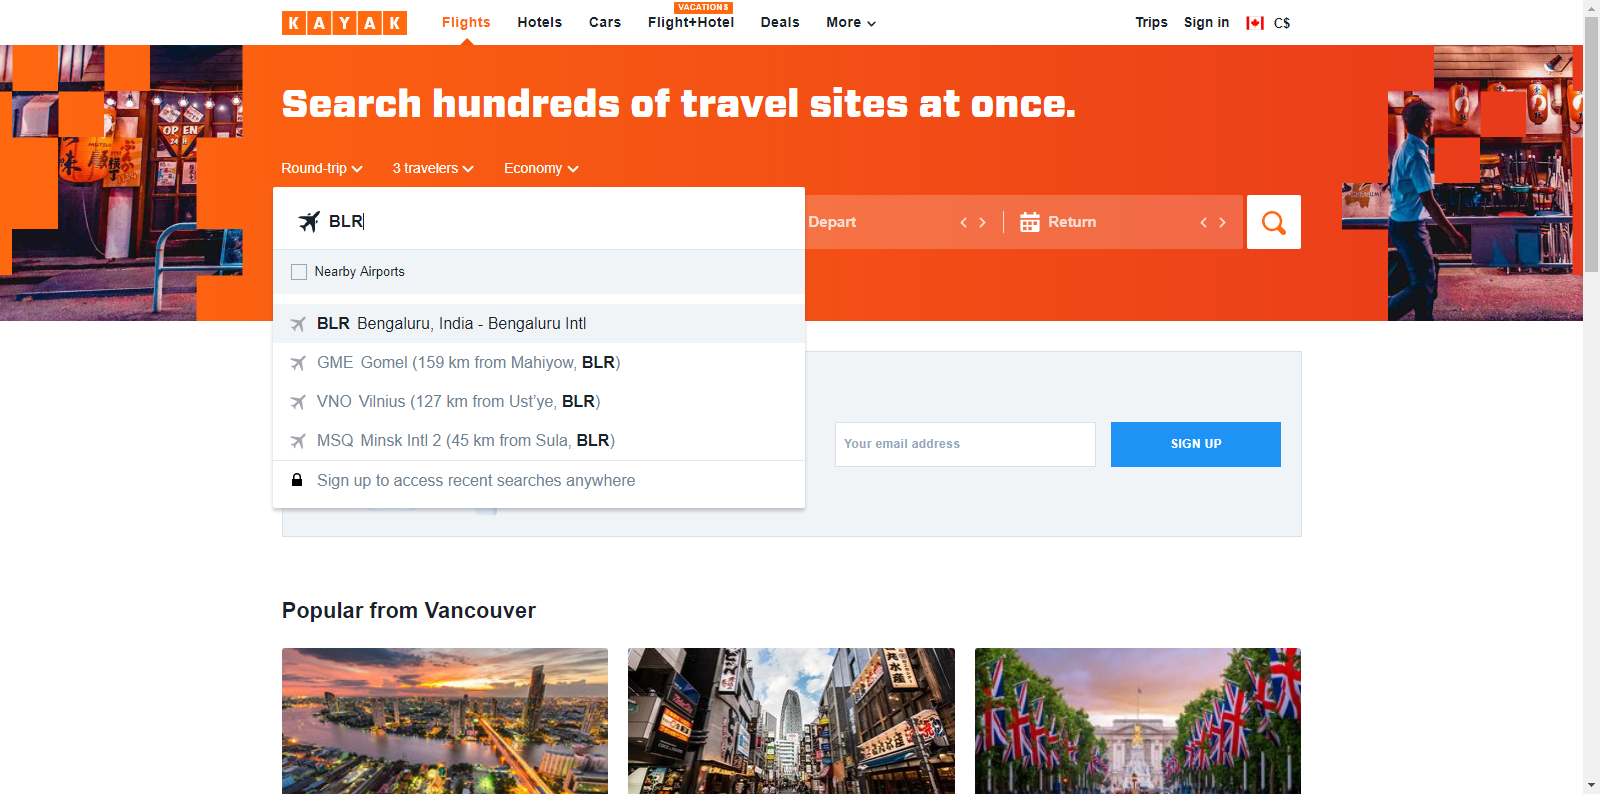 KAYAK
Flights
Hotels
Cars
VACATIONS
Flight+Hotel
Deals
More
Trips
Sign in
C$
Search hundreds of travel sites at once.
Round-trip
3 travelers
Economy
BLR
Depart
Return
Nearby Airports
BLR Bengaluru, India - Bengaluru Intl
GME Gomel (159 km from Mahiyow, BLR)
VNO Vilnius (127 km from Ust'ye, BLR)
MSQ Minsk Intl 2 (45 km from Sula, BLR)
Sign up to access recent searches anywhere
Your email address
SIGN UP
Popular from Vancouver
OPEN